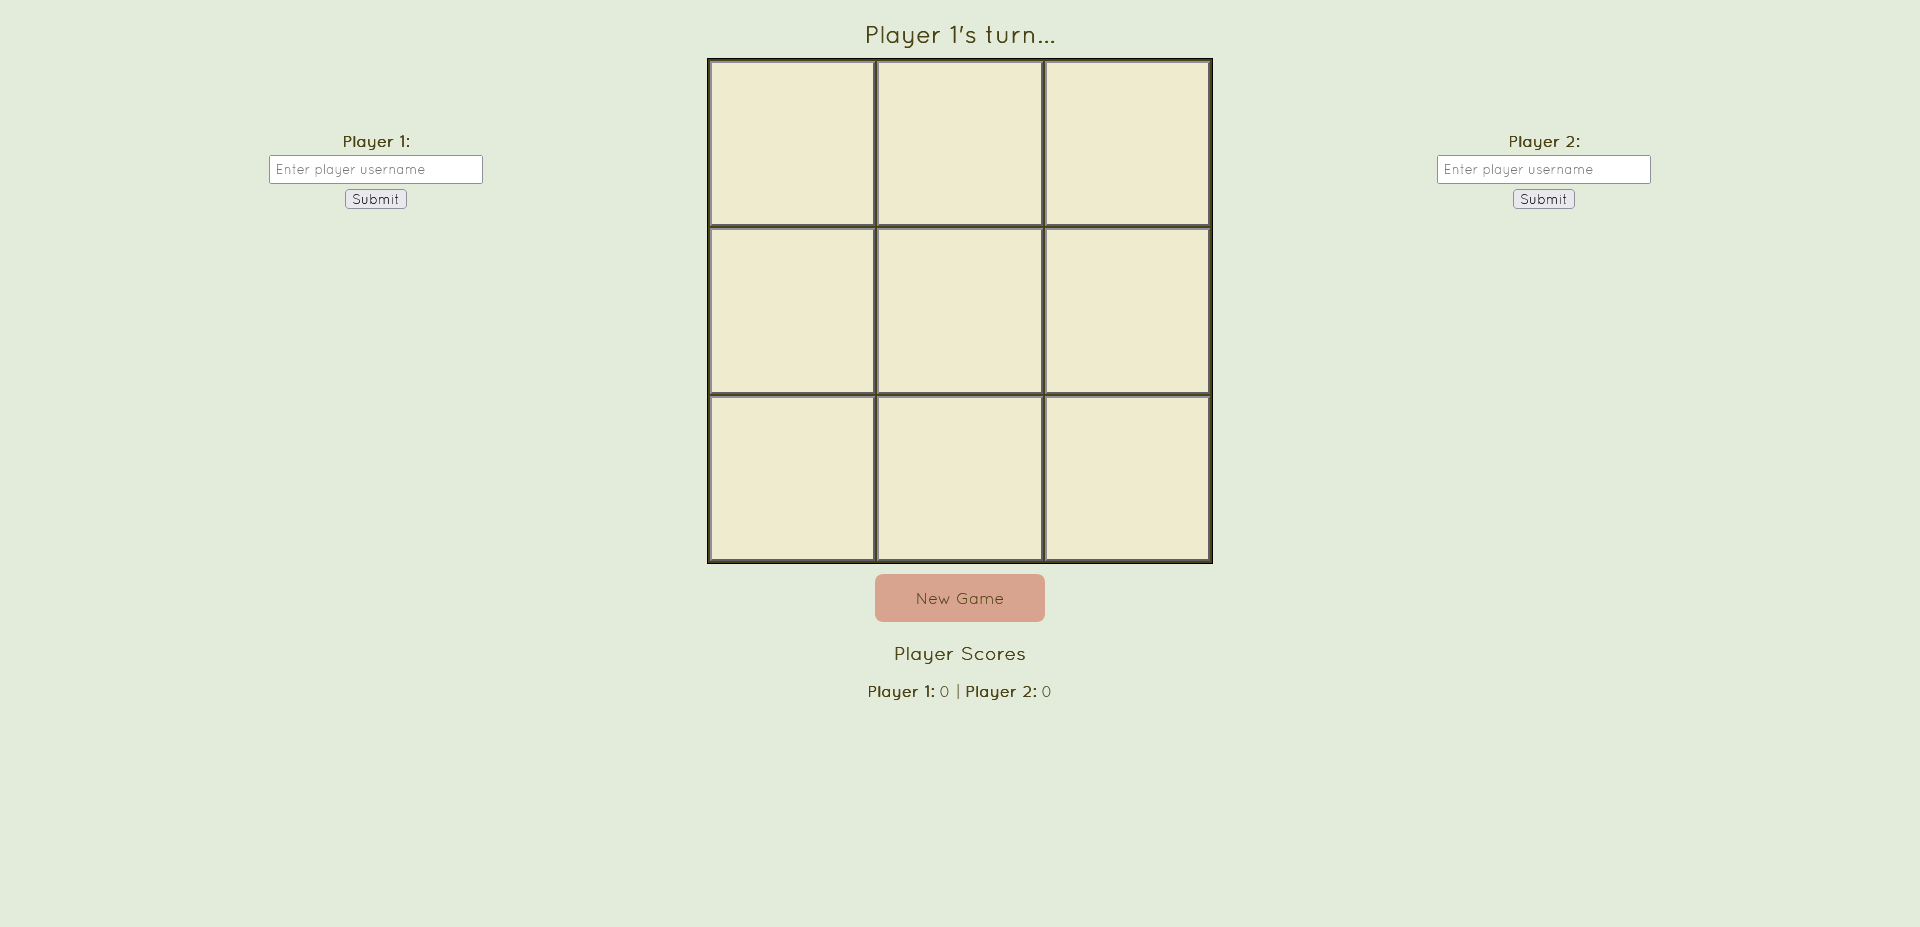 Player 1's turn...
Player 1:
Enter player username
Submit
Player 2:
Enter player username
Submit
New Game
Player Scores
Player 1: 0 | Player 2: 0